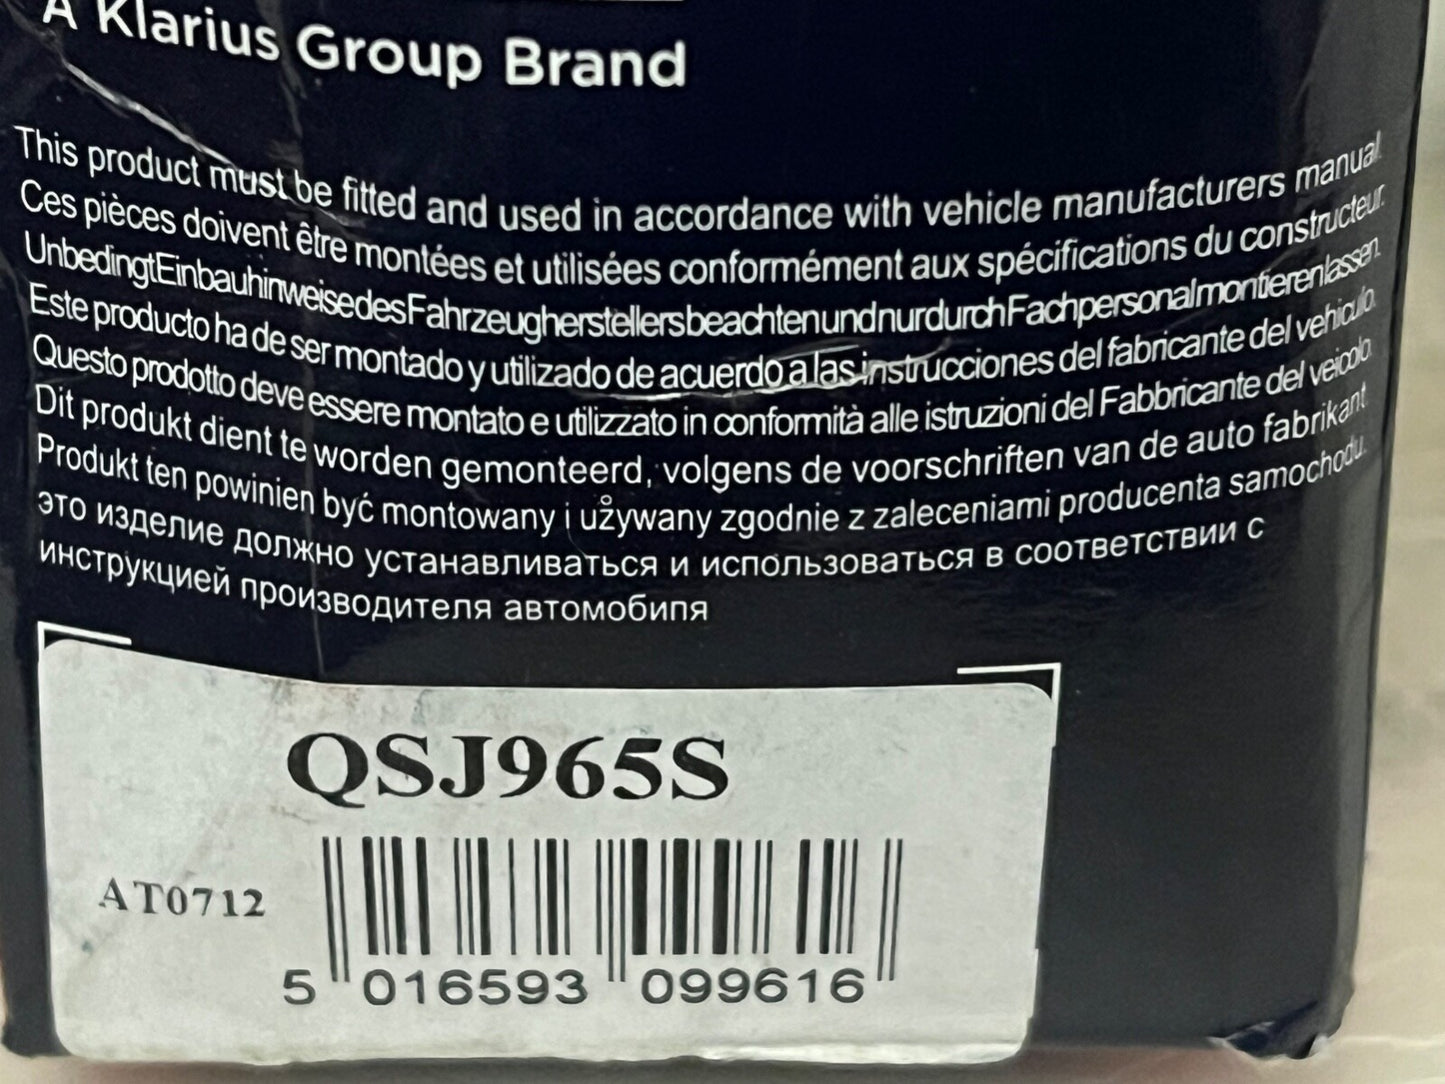 A Klarius Group Brand
This product must be fitted and used in accordance with vehicle manufacturers manual.
Ces pièces doivent être montées et utilisées conformément aux spécifications du constructeur.
UnbedingtEinbauhinweisedesFahrzeugherstellersbeachtenundnurdurchFachpersonalmontierenlassen.
Este producto ha de ser montado y utilizado de acuerdo a las instrucciones del fabricante del vehiculo.
Questo prodotto deve essere montato e utilizzato in conformità alle istruzioni del Fabbricante del veicolo.
Dit produkt dient te worden gemonteerd, volgens de voorschriften van de auto fabrikant
Produkt ten powinien być montowany i używany zgodnie z zaleceniami producenta samochodu.
это изделие должно устанавливаться и использоваться в соответствии с
инструкцией производителя автомобипя
QSJ965S
AT0712
5 016593 099616